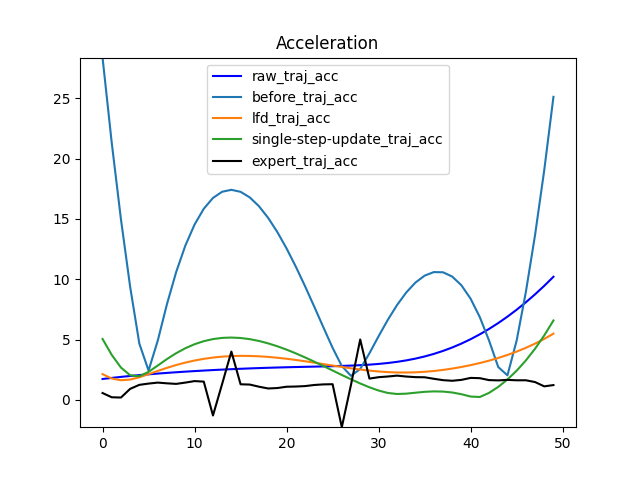 Acceleration
raw_traj_acc
before_traj_acc
lfd_traj_acc
single-step-update_traj_acc
expert_traj_acc
25
20
15
10
5
0
0 10 20 30 40 50